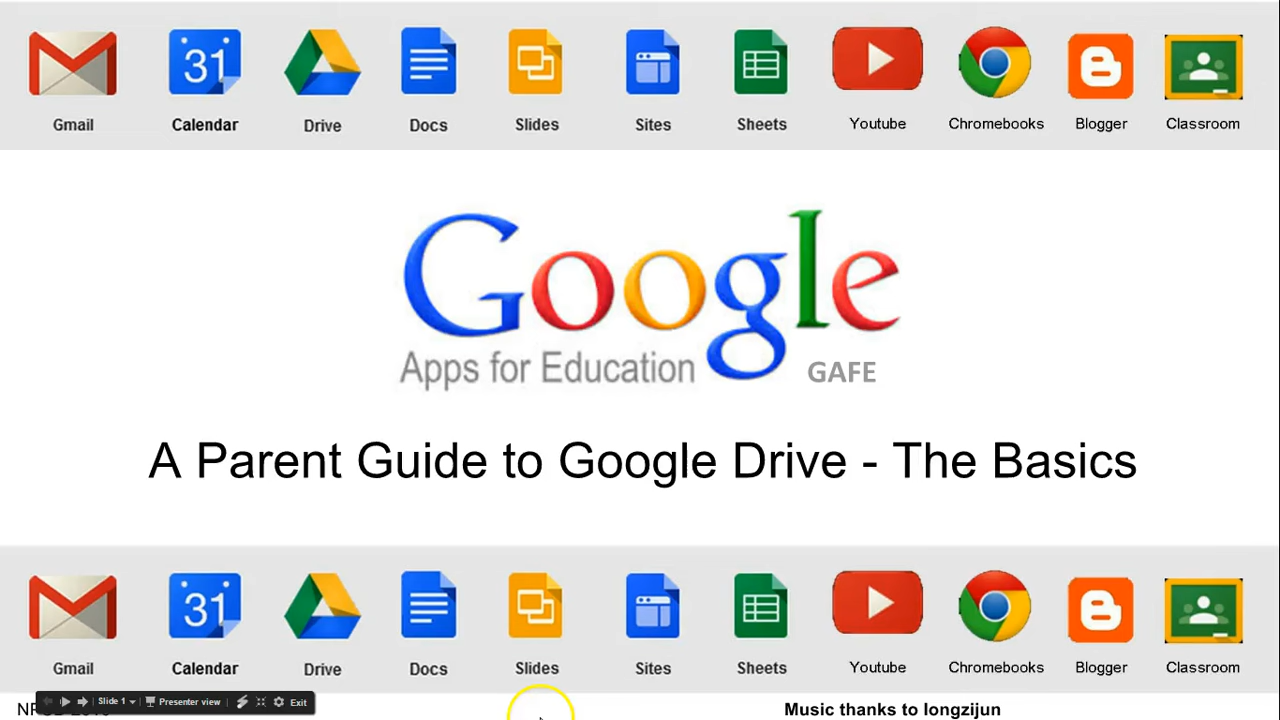 31
Gmail Calendar Drive Docs Slides Sites Sheets Youtube Chromebooks Blogger Classroom
Google
Apps for Education GAFE
A Parent Guide to Google Drive - The Basics
31
Gmail Calendar Drive Docs Slides Sites Sheets Youtube Chromebooks Blogger Classroom
Slide 1 Presenter view Exit
Music thanks to longzijun